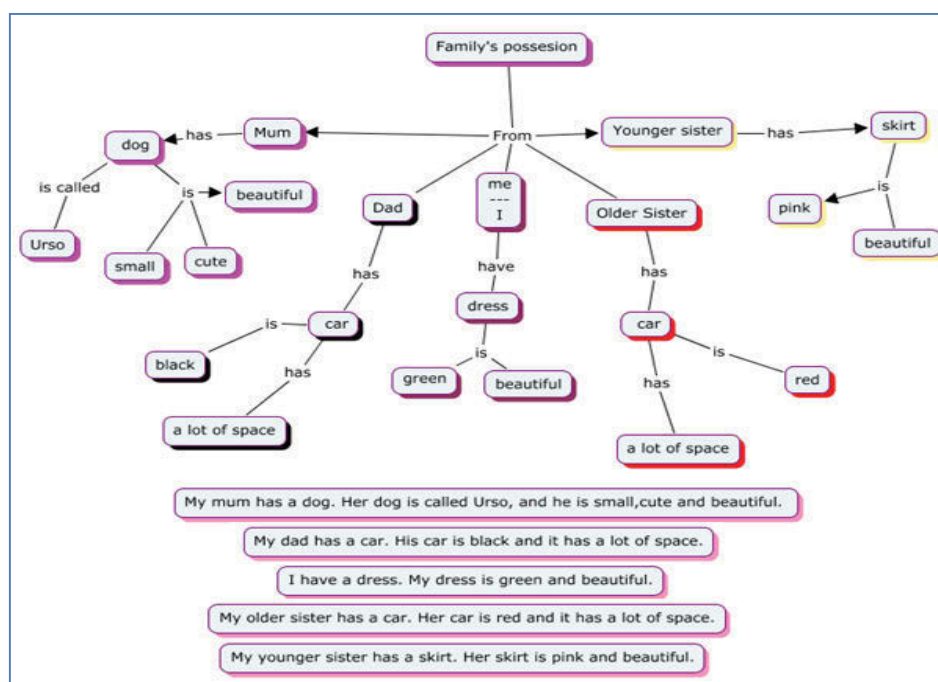 Family's possesion
From
Mum
has
dog
is called
Urso
is
beautiful
small
cute
Dad
has
car
is
black
has
a lot of space
me
---
I
have
dress
is
green
beautiful
Older Sister
has
car
is
red
has
a lot of space
Younger sister
has
skirt
is
pink
beautiful
My mum has a dog. Her dog is called Urso, and he is small,cute and beautiful.
My dad has a car. His car is black and it has a lot of space.
I have a dress. My dress is green and beautiful.
My older sister has a car. Her car is red and it has a lot of space.
My younger sister has a skirt. Her skirt is pink and beautiful.